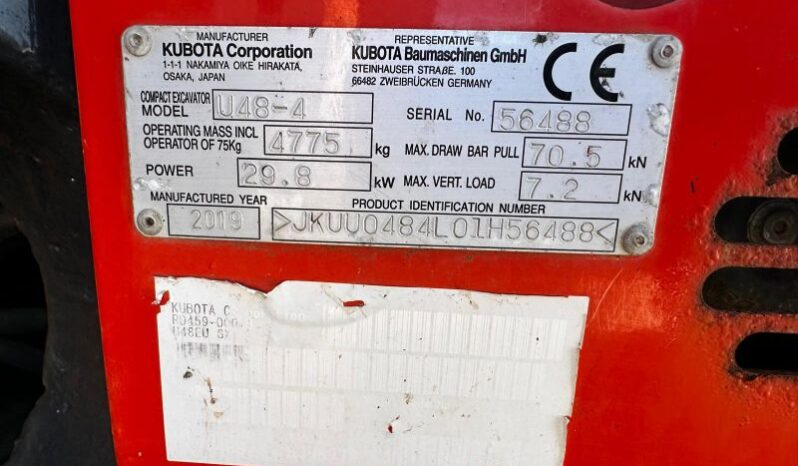 MANUFACTURER
KUBOTA Corporation
1-1-1 NAKAMIYA OIKE HIRAKATA,
OSAKA, JAPAN
REPRESENTATIVE
KUBOTA Baumaschinen GmbH
STEINHAUSER STRAßE. 100
66482 ZWEIBRÜCKEN GERMANY
CE
COMPACT EXCAVATOR
MODEL U48-4
SERIAL No. 56488
OPERATING MASS INCL
OPERATOR OF 75Kg 4775 kg
MAX. DRAW BAR PULL 70.5 kN
POWER 29.8 kW
MAX. VERT. LOAD 7.2 kN
MANUFACTURED YEAR
2019
PRODUCT IDENTIFICATION NUMBER
>JKUU0484L01H56488<
KUBOTA C
RD459-000
U48EU